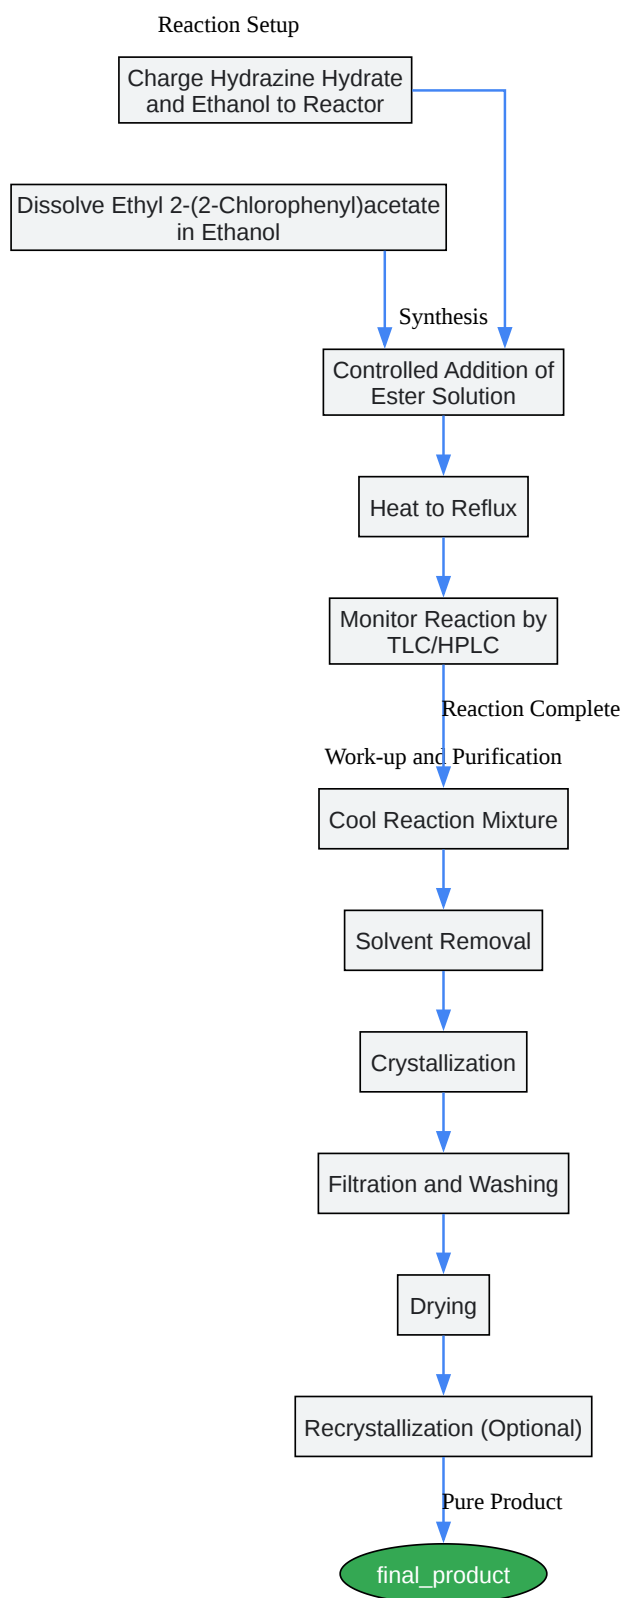 Reaction Setup
Charge Hydrazine Hydrate
and Ethanol to Reactor
Dissolve Ethyl 2-(2-Chlorophenyl)acetate
in Ethanol
Synthesis
Controlled Addition of
Ester Solution
Heat to Reflux
Monitor Reaction by
TLC/HPLC
Reaction Complete
Work-up and Purification
Cool Reaction Mixture
Solvent Removal
Crystallization
Filtration and Washing
Drying
Recrystallization (Optional)
Pure Product
final_product